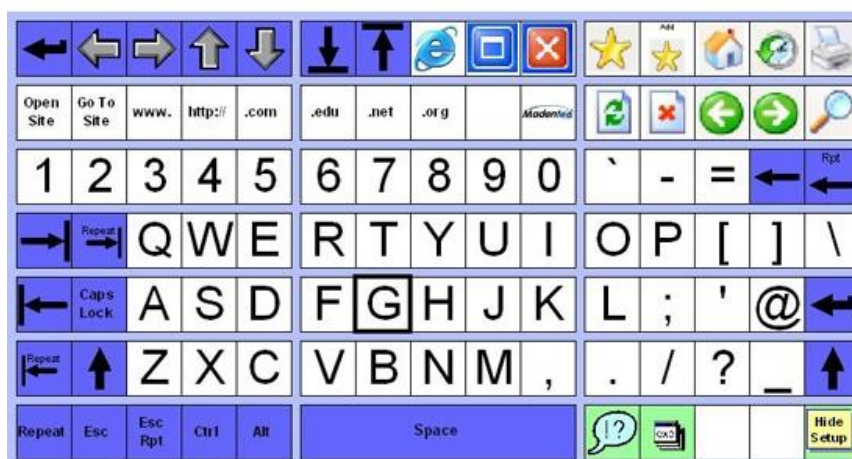 Add
Open Site Go To Site www. http:// .com .edu .net .org Madentec
1 2 3 4 5 6 7 8 9 0 ` - = Rpt
Repeat Q W E R T Y U I O P [ ] \
Caps Lock A S D F G H J K L ; ' @
Repeat Z X C V B N M , . / ? _
Repeat Esc Esc Rpt Ctrl Alt Space !? Hide Setup